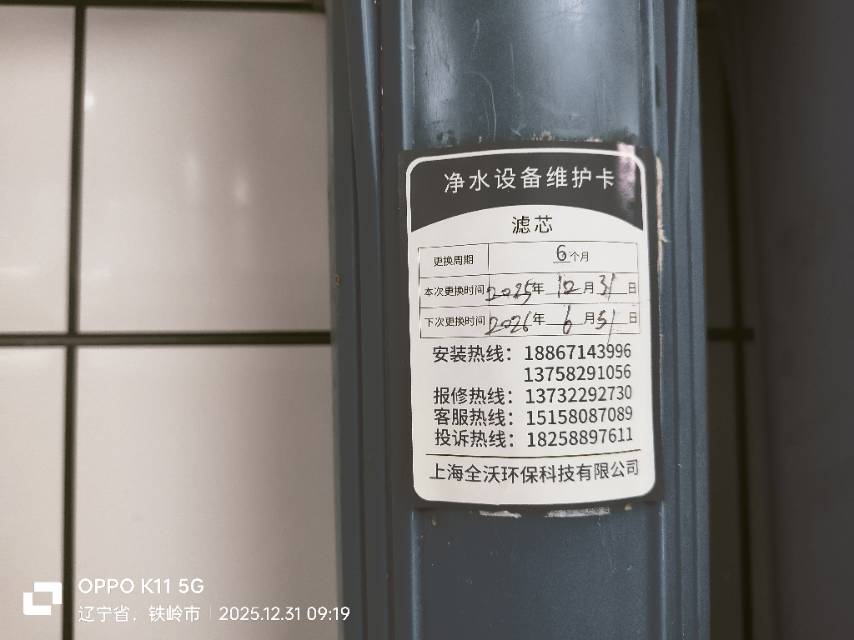 净水设备维护卡
滤芯
更换周期 6个月
本次更换时间 2025年 12月 31日
下次更换时间 2026年 6月 31日
安装热线：18867143996
13758291056
报修热线：13732292730
客服热线：15158087089
投诉热线：18258897611
上海全沃环保科技有限公司
OPPO K11 5G
辽宁省，铁岭市 | 2025.12.31 09:19